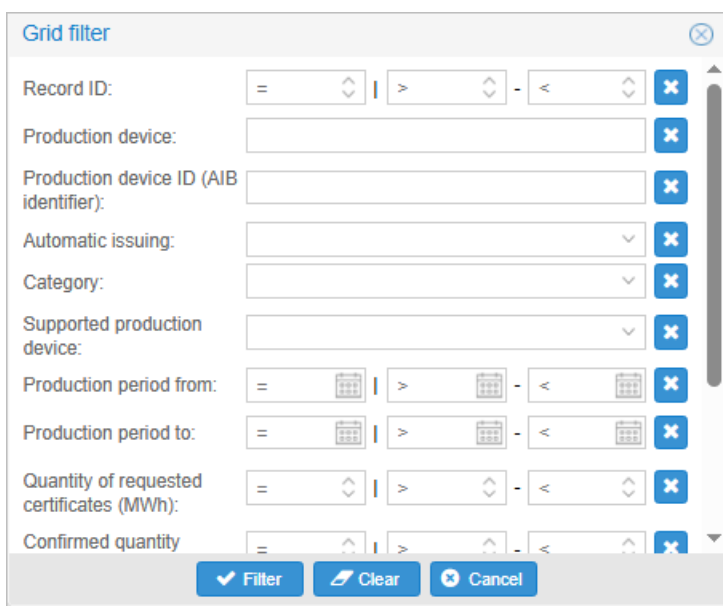 Grid filter
Record ID: = | > - <
Production device:
Production device ID (AIB
identifier):
Automatic issuing:
Category:
Supported production
device:
Production period from: = | > - <
Production period to: = | > - <
Quantity of requested
certificates (MWh): = | > - <
Confirmed quantity = | > - <
Filter Clear Cancel